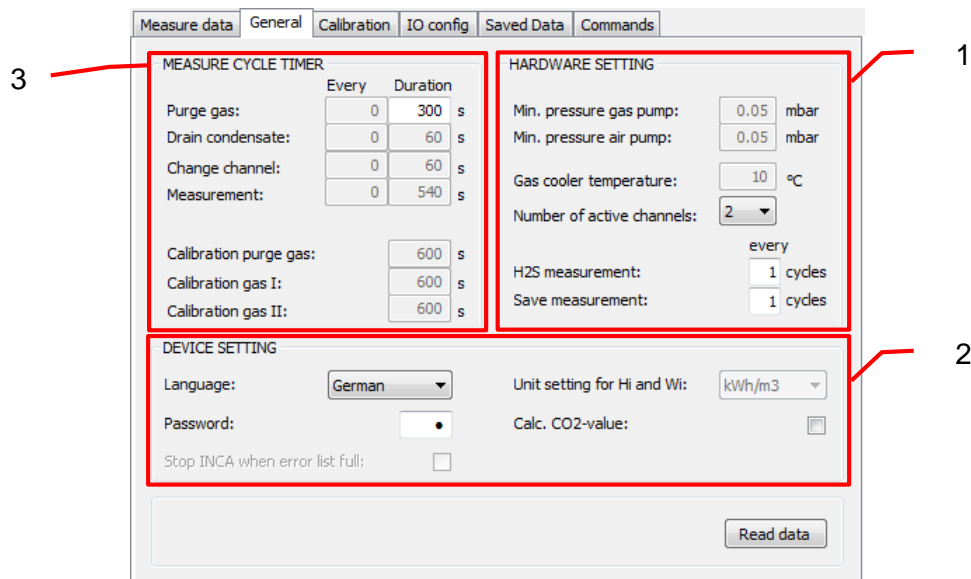 Measure data General Calibration IO config Saved Data Commands
3
MEASURE CYCLE TIMER
Every Duration
Purge gas: 0 300 s
Drain condensate: 0 60 s
Change channel: 0 60 s
Measurement: 0 540 s
Calibration purge gas: 600 s
Calibration gas I: 600 s
Calibration gas II: 600 s
1
HARDWARE SETTING
Min. pressure gas pump: 0.05 mbar
Min. pressure air pump: 0.05 mbar
Gas cooler temperature: 10 °C
Number of active channels: 2
every
H2S measurement: 1 cycles
Save measurement: 1 cycles
2
DEVICE SETTING
Language: German
Password: ●
Stop INCA when error list full:
Unit setting for Hi and Wi: kWh/m3
Calc. CO2-value:
Read data